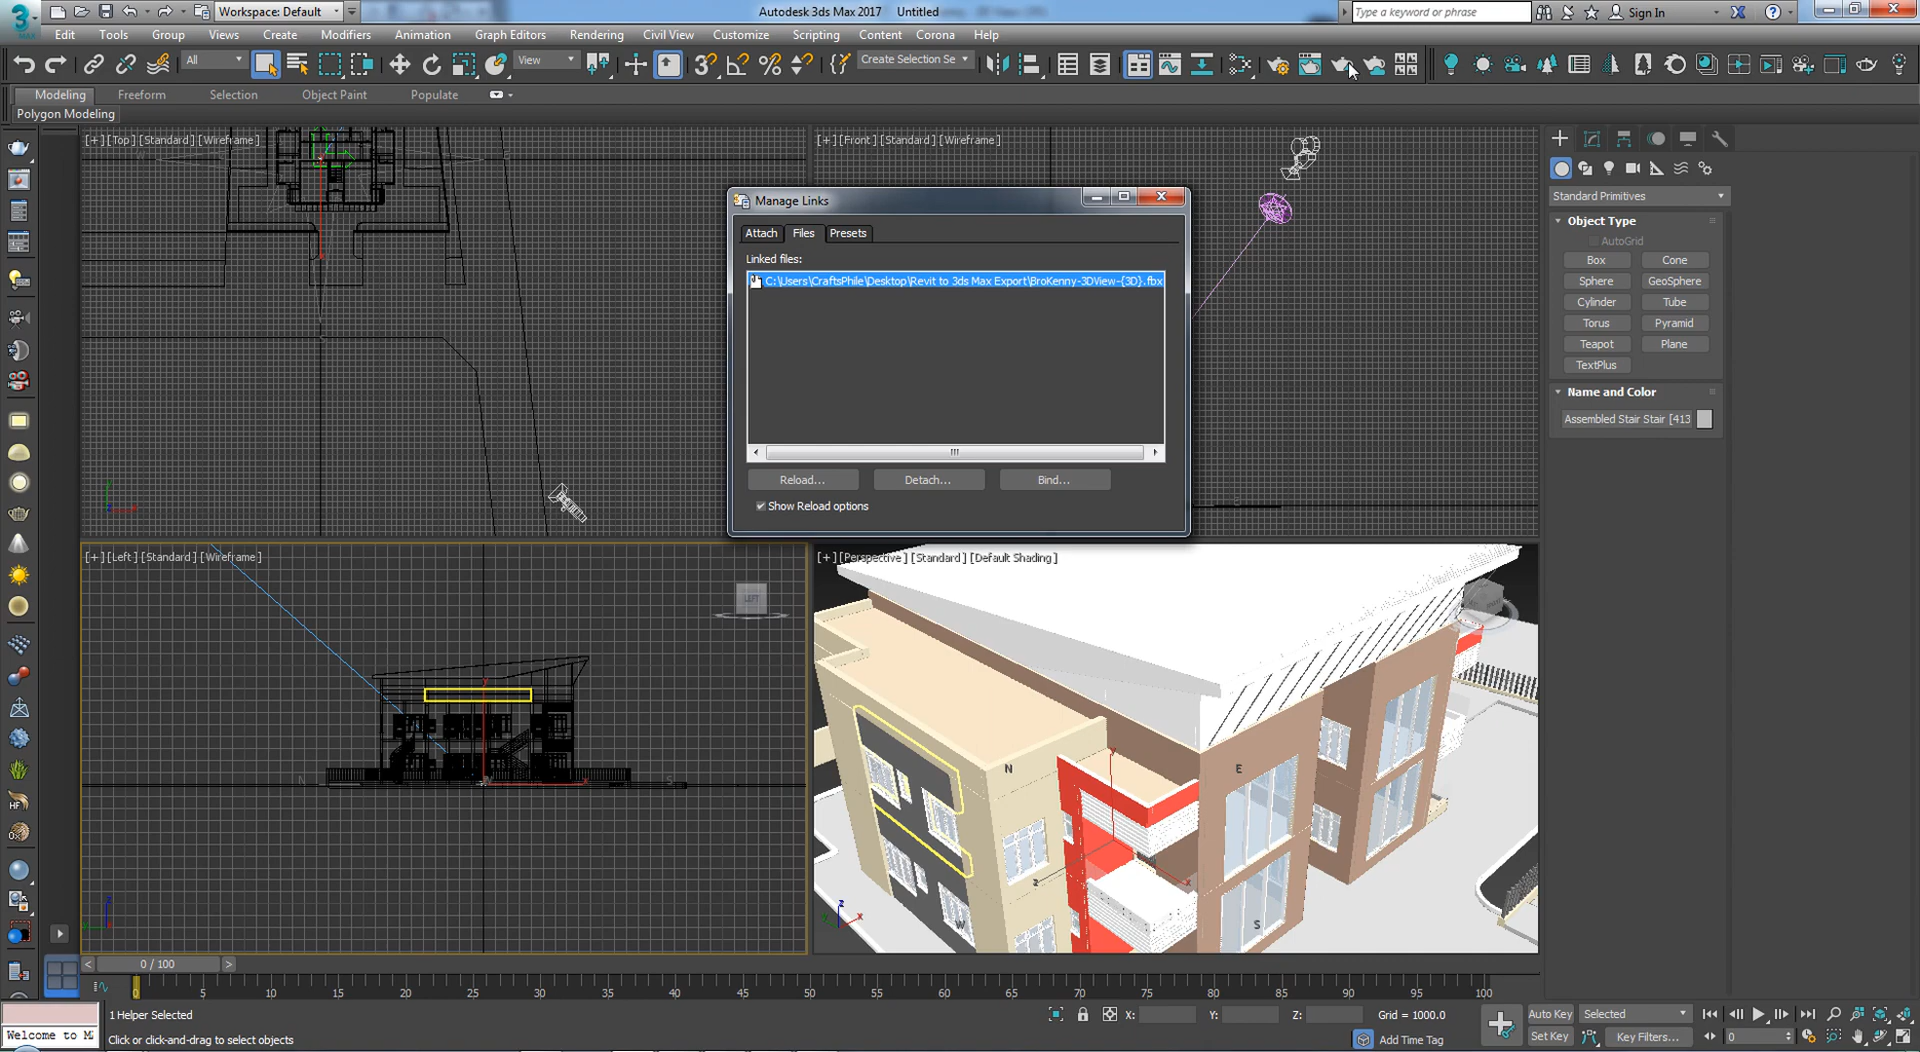 Workspace: Default
Autodesk 3ds Max 2017 Untitled
Type a keyword or phrase
Sign In
Edit Tools Group Views Create Modifiers Animation Graph Editors Rendering Civil View Customize Scripting Content Corona Help
All
View
Create Selection Se
Modeling Freeform Selection Object Paint Populate
Polygon Modeling
[+] [Top] [Standard] [Wireframe]
[+] [Front] [Standard] [Wireframe]
Manage Links
Attach Files Presets
Linked files:
C:\Users\CraftsPhile\Desktop\Revit to 3ds Max Export\BroKenny-3DView-{3D}.fbx
Reload... Detach... Bind...
Show Reload options
Standard Primitives
Object Type
AutoGrid
Box Cone
Sphere GeoSphere
Cylinder Tube
Torus Pyramid
Teapot Plane
TextPlus
Name and Color
Assembled Stair Stair [413
[+] [Left] [Standard] [Wireframe]
LEFT
N
S
[+] [Perspective] [Standard] [Default Shading]
N
E
W
S
HF
0 / 100
0 5 10 15 20 25 30 35 40 45 50 55 60 65 70 75 80 85 90 95 100
1 Helper Selected
X: Y: Z: Grid = 1000.0
Auto Key Selected
Welcome to M
Click or click-and-drag to select objects
Add Time Tag
Set Key Key Filters...
0